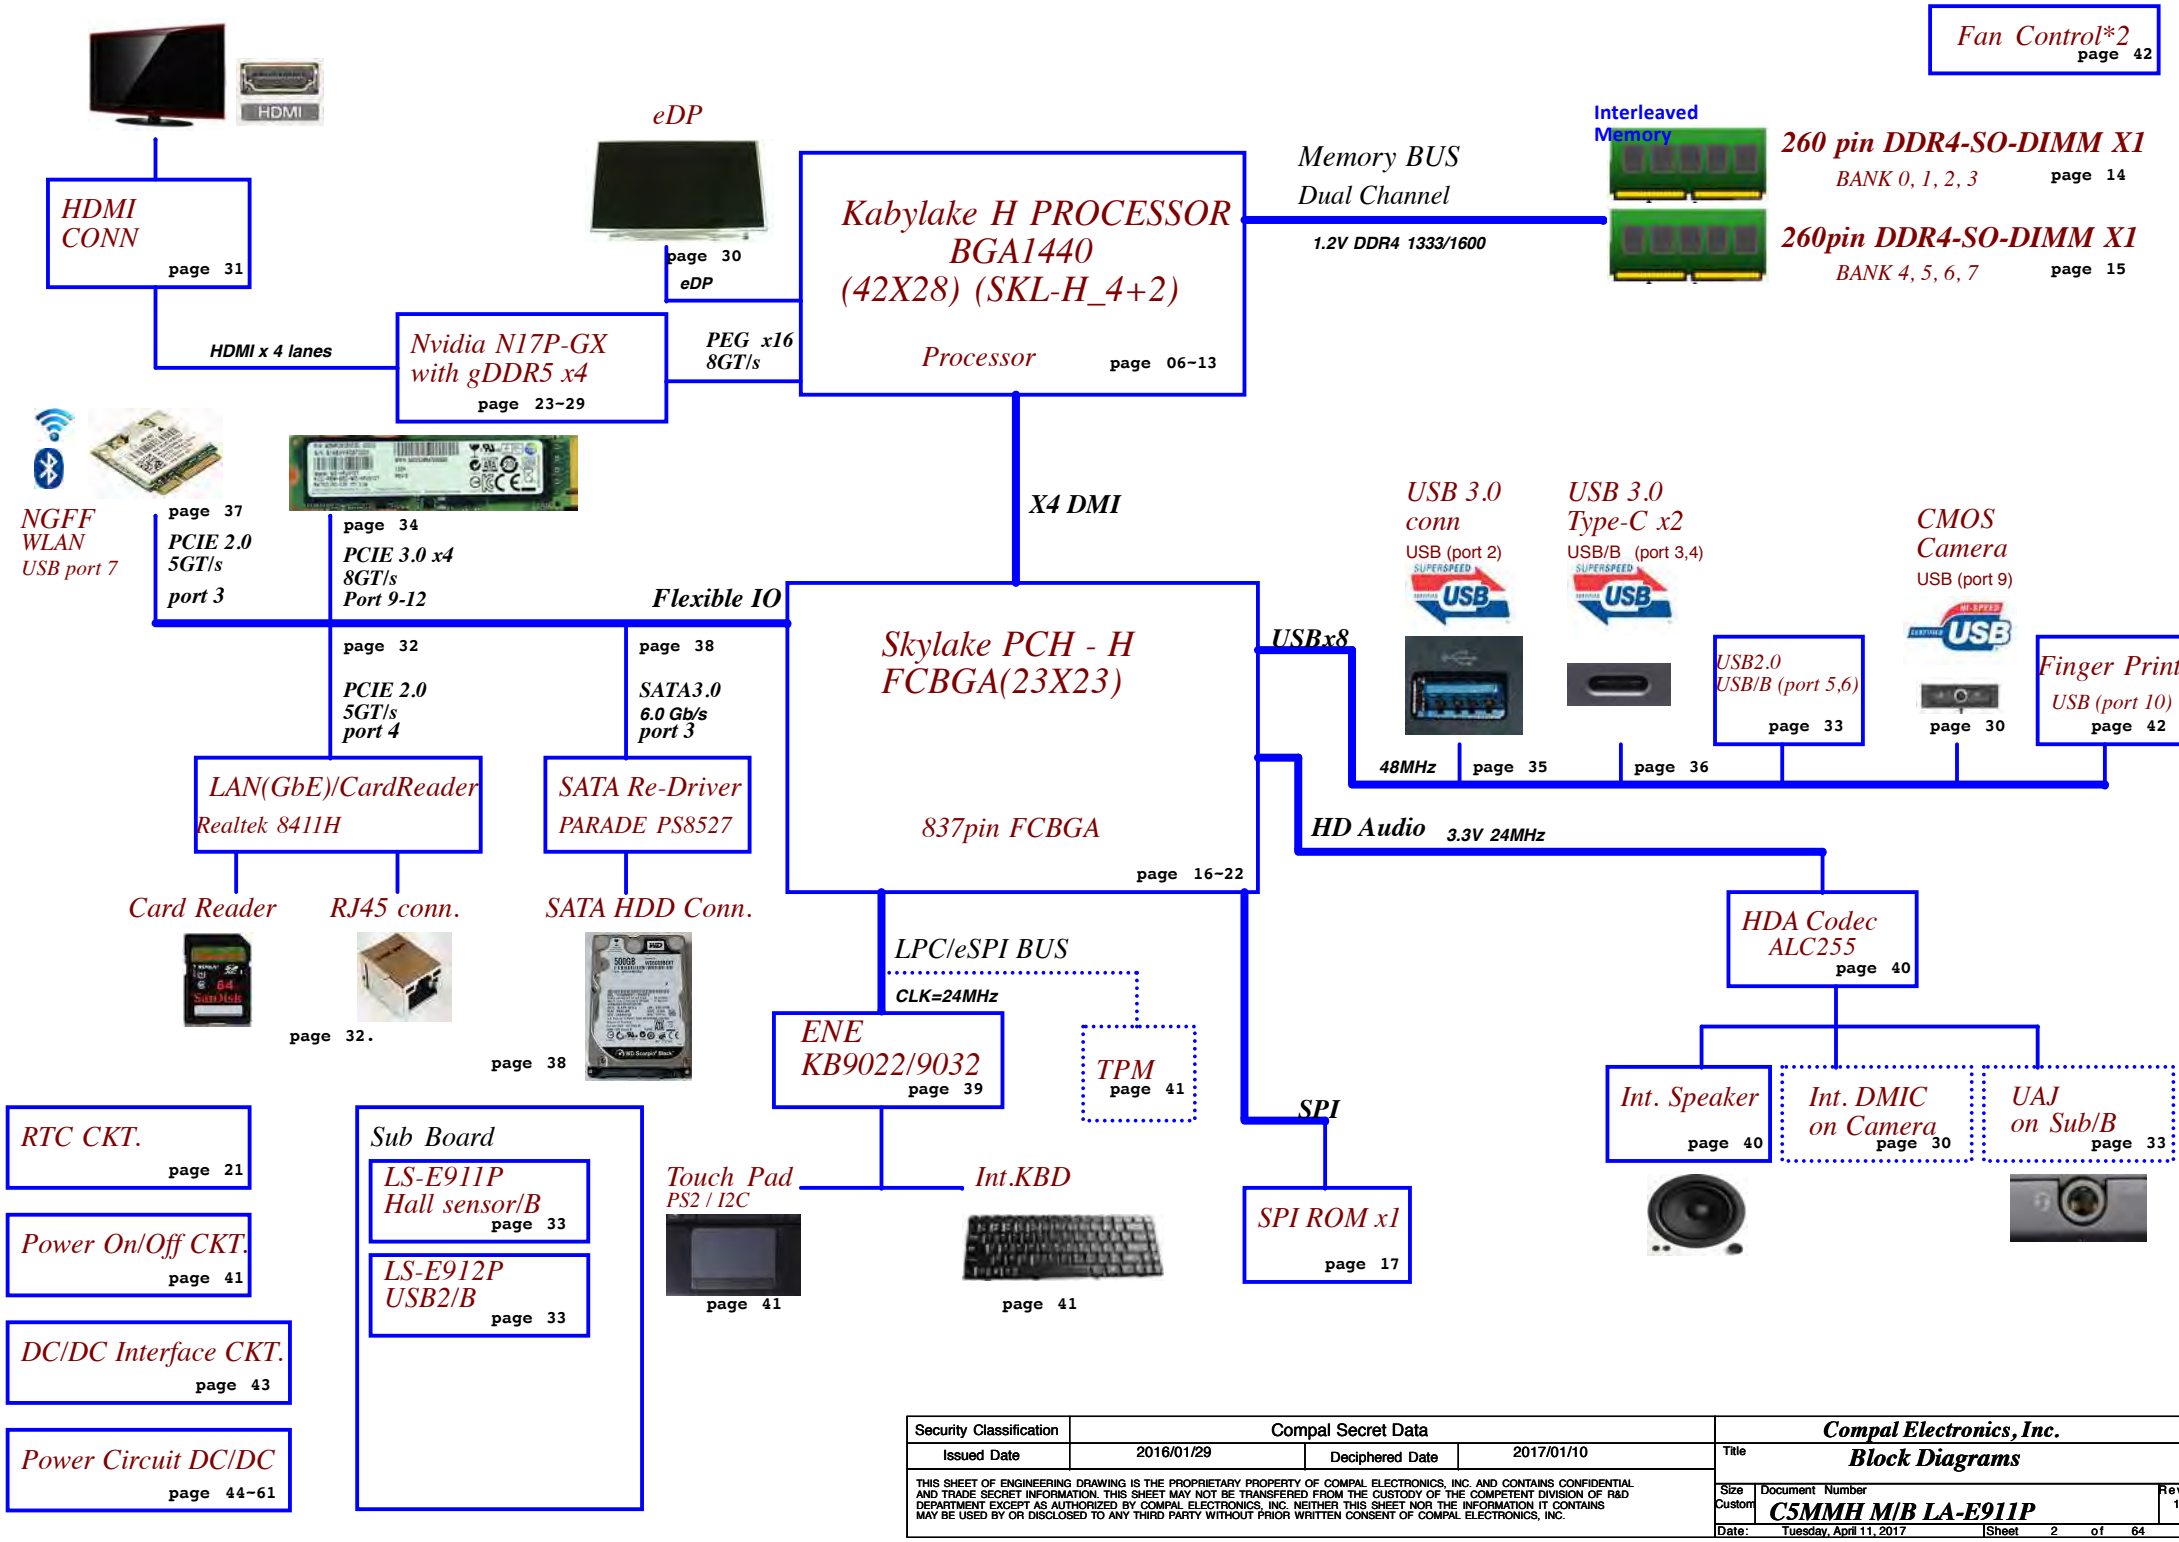 Fan Control*2
page 42
HDMI
eDP
Interleaved
Memory
260 pin DDR4-SO-DIMM X1
BANK 0, 1, 2, 3 page 14
260pin DDR4-SO-DIMM X1
BANK 4, 5, 6, 7 page 15
Memory BUS
Dual Channel
1.2V DDR4 1333/1600
HDMI
CONN
page 31
page 30
eDP
Kabylake H PROCESSOR
BGA1440
(42X28) (SKL-H_4+2)
Processor page 06~13
HDMI x 4 lanes
Nvidia N17P-GX
with gDDR5 x4
page 23~29
PEG x16
8GT/s
X4 DMI
NGFF
WLAN
USB port 7
page 37
PCIE 2.0
5GT/s
port 3
page 34
PCIE 3.0 x4
8GT/s
Port 9-12
Flexible IO
page 32
PCIE 2.0
5GT/s
port 4
page 38
SATA3.0
6.0 Gb/s
port 3
Skylake PCH - H
FCBGA(23X23)
837pin FCBGA
page 16~22
USB 3.0
conn
USB (port 2)
SUPERSPEED
CERTIFIED USB
USB 3.0
Type-C x2
USB/B (port 3,4)
SUPERSPEED
CERTIFIED USB
CMOS
Camera
USB (port 9)
HI-SPEED
CERTIFIED USB
USBx8
USB2.0
USB/B (port 5,6)
page 33
page 30
Finger Print
USB (port 10)
page 42
48MHz page 35 page 36
HD Audio 3.3V 24MHz
LAN(GbE)/CardReader
Realtek 8411H
SATA Re-Driver
PARADE PS8527
Card Reader
RJ45 conn.
SATA HDD Conn.
64
SanDisk
500GB
WD
WD Scorpio Black
page 32.
page 38
LPC/eSPI BUS
CLK=24MHz
ENE
KB9022/9032
page 39
TPM
page 41
SPI
HDA Codec
ALC255
page 40
Int. Speaker
page 40
Int. DMIC
on Camera
page 30
UAJ
on Sub/B
page 33
RTC CKT.
page 21
Power On/Off CKT.
page 41
DC/DC Interface CKT.
page 43
Power Circuit DC/DC
page 44~61
Sub Board
LS-E911P
Hall sensor/B
page 33
LS-E912P
USB2/B
page 33
Touch Pad
PS2 / I2C
page 41
Int.KBD
page 41
SPI ROM x1
page 17
Security Classification Compal Secret Data
Issued Date 2016/01/29 Deciphered Date 2017/01/10
THIS SHEET OF ENGINEERING DRAWING IS THE PROPRIETARY PROPERTY OF COMPAL ELECTRONICS, INC. AND CONTAINS CONFIDENTIAL
AND TRADE SECRET INFORMATION. THIS SHEET MAY NOT BE TRANSFERED FROM THE CUSTODY OF THE COMPETENT DIVISION OF R&D
DEPARTMENT EXCEPT AS AUTHORIZED BY COMPAL ELECTRONICS, INC. NEITHER THIS SHEET NOR THE INFORMATION IT CONTAINS
MAY BE USED BY OR DISCLOSED TO ANY THIRD PARTY WITHOUT PRIOR WRITTEN CONSENT OF COMPAL ELECTRONICS, INC.
Compal Electronics, Inc.
Title
Block Diagrams
Size Document Number Rev
Custom C5MMH M/B LA-E911P 1
Date: Tuesday, April 11, 2017 Sheet 2 of 64